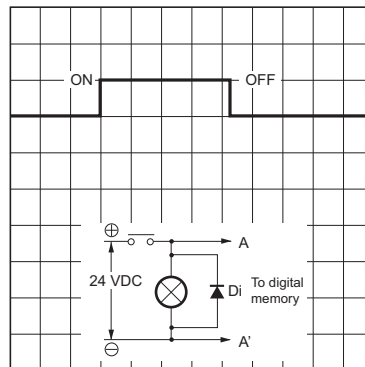 ON
OFF
⊕
A
24 VDC
Di
To digital
memory
⊖
A'